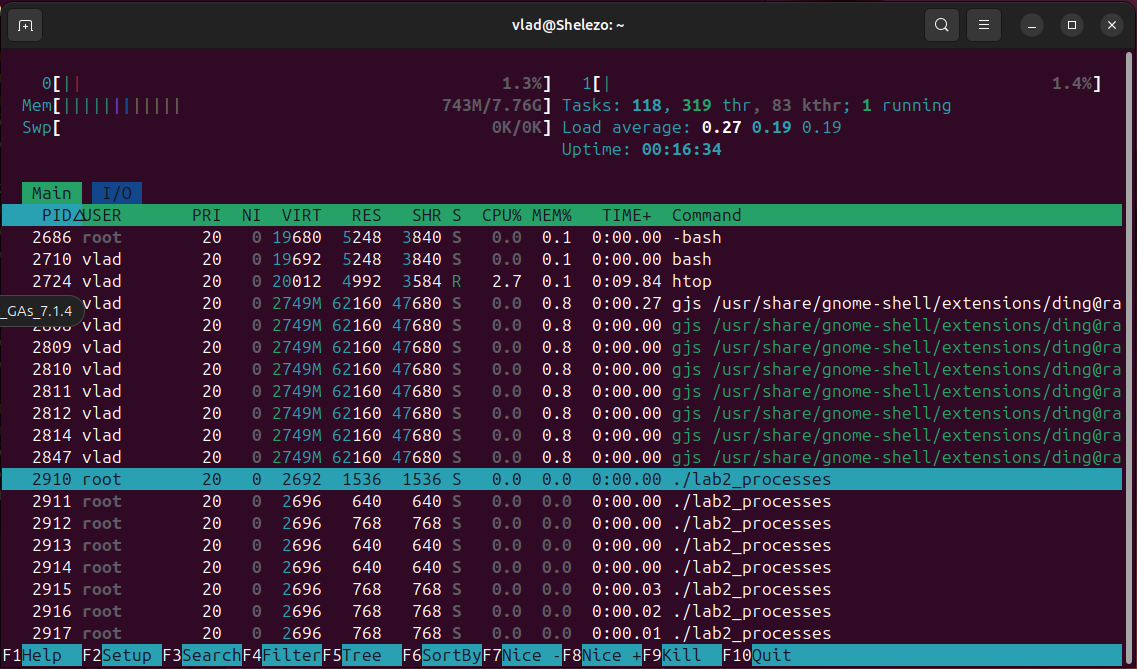 vlad@Shelezo: ~
0[|| 1.3%] 1[| 1.4%]
Mem[|||||||||||| 743M/7.76G] Tasks: 118, 319 thr, 83 kthr; 1 running
Swp[ 0K/0K] Load average: 0.27 0.19 0.19
Uptime: 00:16:34
Main I/O
PID△USER PRI NI VIRT RES SHR S CPU% MEM% TIME+ Command
2686 root 20 0 19680 5248 3840 S 0.0 0.1 0:00.00 -bash
2710 vlad 20 0 19692 5248 3840 S 0.0 0.1 0:00.00 bash
2724 vlad 20 0 20012 4992 3584 R 2.7 0.1 0:09.84 htop
_GAs_7.1.4 vlad 20 0 2749M 62160 47680 S 0.0 0.8 0:00.27 gjs /usr/share/gnome-shell/extensions/ding@ra
vlad 20 0 2749M 62160 47680 S 0.0 0.8 0:00.00 gjs /usr/share/gnome-shell/extensions/ding@ra
2809 vlad 20 0 2749M 62160 47680 S 0.0 0.8 0:00.00 gjs /usr/share/gnome-shell/extensions/ding@ra
2810 vlad 20 0 2749M 62160 47680 S 0.0 0.8 0:00.00 gjs /usr/share/gnome-shell/extensions/ding@ra
2811 vlad 20 0 2749M 62160 47680 S 0.0 0.8 0:00.00 gjs /usr/share/gnome-shell/extensions/ding@ra
2812 vlad 20 0 2749M 62160 47680 S 0.0 0.8 0:00.00 gjs /usr/share/gnome-shell/extensions/ding@ra
2814 vlad 20 0 2749M 62160 47680 S 0.0 0.8 0:00.00 gjs /usr/share/gnome-shell/extensions/ding@ra
2847 vlad 20 0 2749M 62160 47680 S 0.0 0.8 0:00.00 gjs /usr/share/gnome-shell/extensions/ding@ra
2910 root 20 0 2692 1536 1536 S 0.0 0.0 0:00.00 ./lab2_processes
2911 root 20 0 2696 640 640 S 0.0 0.0 0:00.00 ./lab2_processes
2912 root 20 0 2696 768 768 S 0.0 0.0 0:00.00 ./lab2_processes
2913 root 20 0 2696 640 640 S 0.0 0.0 0:00.00 ./lab2_processes
2914 root 20 0 2696 640 640 S 0.0 0.0 0:00.00 ./lab2_processes
2915 root 20 0 2696 768 768 S 0.0 0.0 0:00.03 ./lab2_processes
2916 root 20 0 2696 768 768 S 0.0 0.0 0:00.02 ./lab2_processes
2917 root 20 0 2696 768 768 S 0.0 0.0 0:00.01 ./lab2_processes
F1Help F2Setup F3SearchF4FilterF5Tree F6SortByF7Nice -F8Nice +F9Kill F10Quit